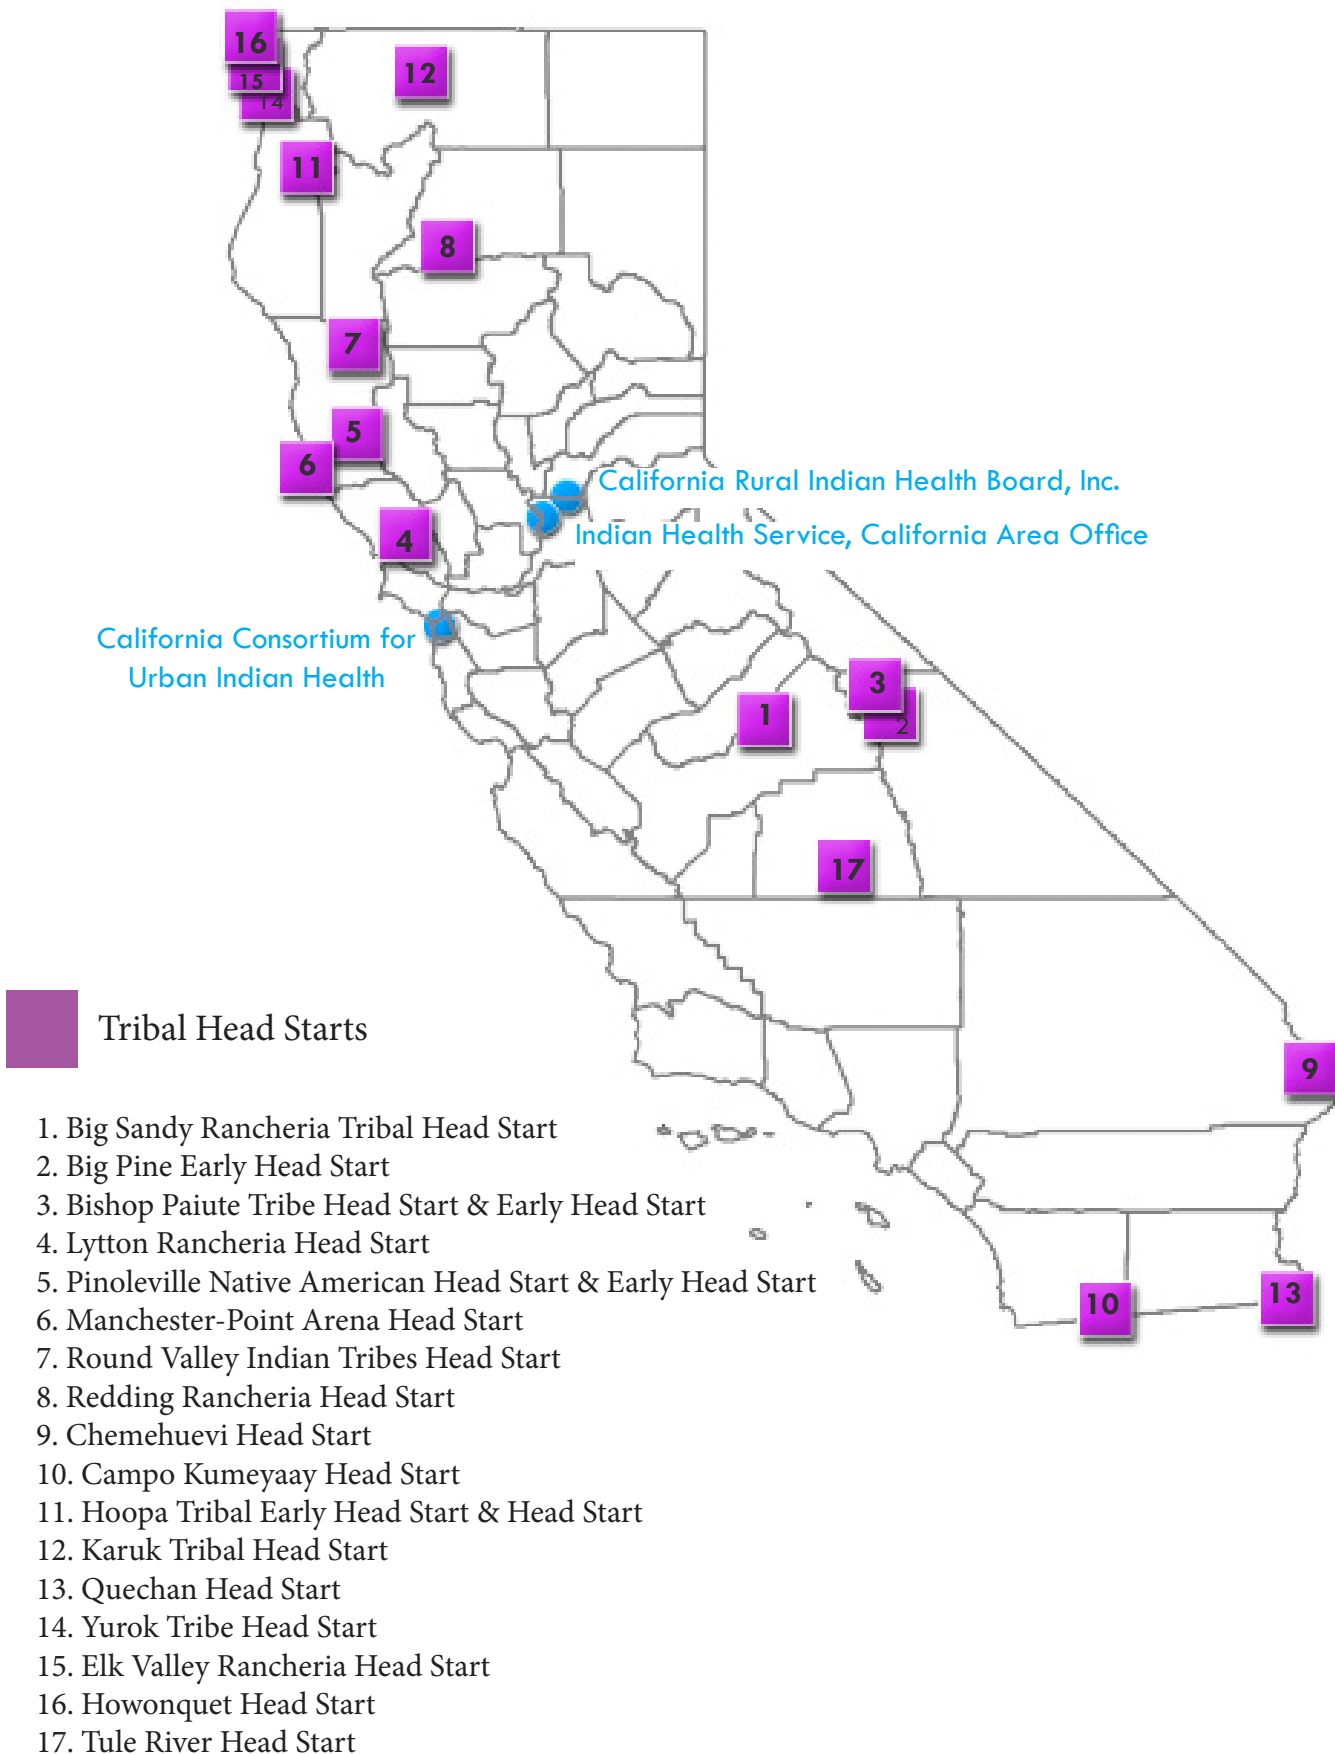 16
15
14
12
11
8
7
5
6
4
California Rural Indian Health Board, Inc.
Indian Health Service, California Area Office
California Consortium for
Urban Indian Health
3
2
1
17
9
10
13
Tribal Head Starts
1. Big Sandy Rancheria Tribal Head Start
2. Big Pine Early Head Start
3. Bishop Paiute Tribe Head Start & Early Head Start
4. Lytton Rancheria Head Start
5. Pinoleville Native American Head Start & Early Head Start
6. Manchester-Point Arena Head Start
7. Round Valley Indian Tribes Head Start
8. Redding Rancheria Head Start
9. Chemehuevi Head Start
10. Campo Kumeyaay Head Start
11. Hoopa Tribal Early Head Start & Head Start
12. Karuk Tribal Head Start
13. Quechan Head Start
14. Yurok Tribe Head Start
15. Elk Valley Rancheria Head Start
16. Howonquet Head Start
17. Tule River Head Start